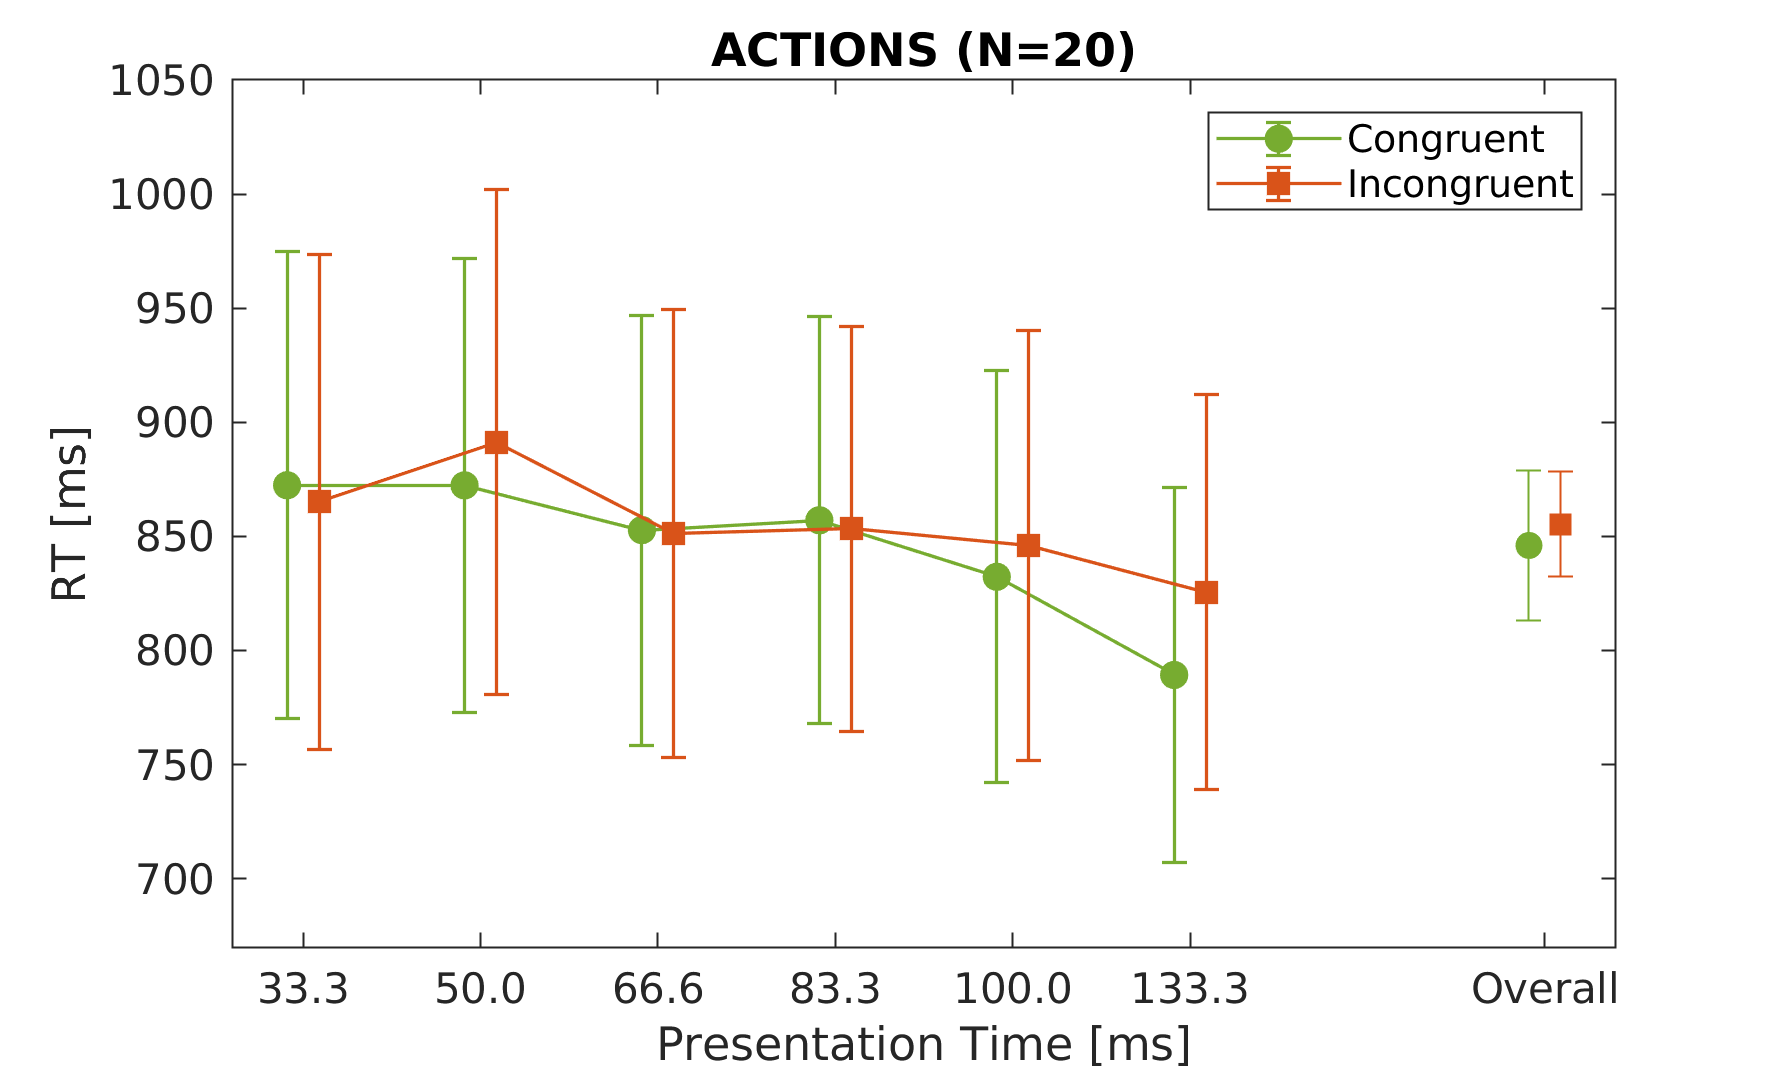 ACTIONS (N=20)
1050
1000
950
900
850
800
750
700
RT [ms]
Congruent
Incongruent
33.3 50.0 66.6 83.3 100.0 133.3 Overall
Presentation Time [ms]